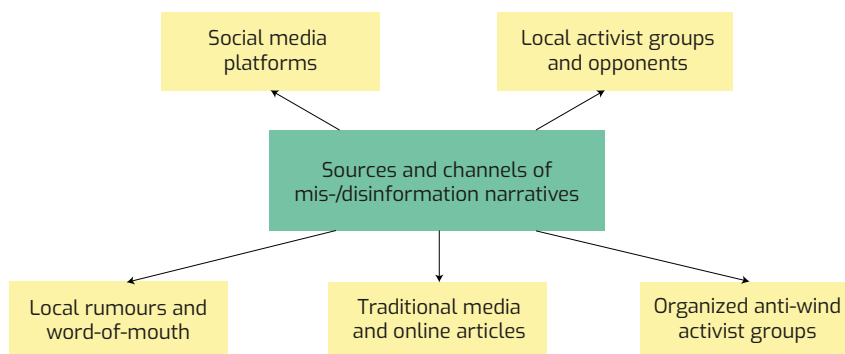 Social media
platforms
Local activist groups
and opponents
Sources and channels of
mis-/disinformation narratives
Local rumours and
word-of-mouth
Traditional media
and online articles
Organized anti-wind
activist groups